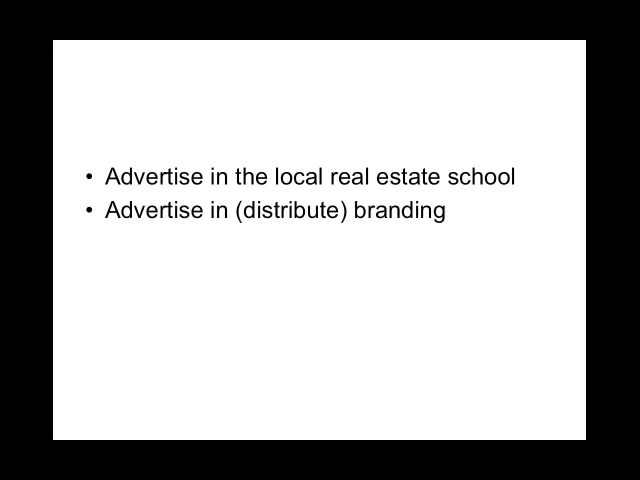 • Advertise in the local real estate school
• Advertise in (distribute) branding